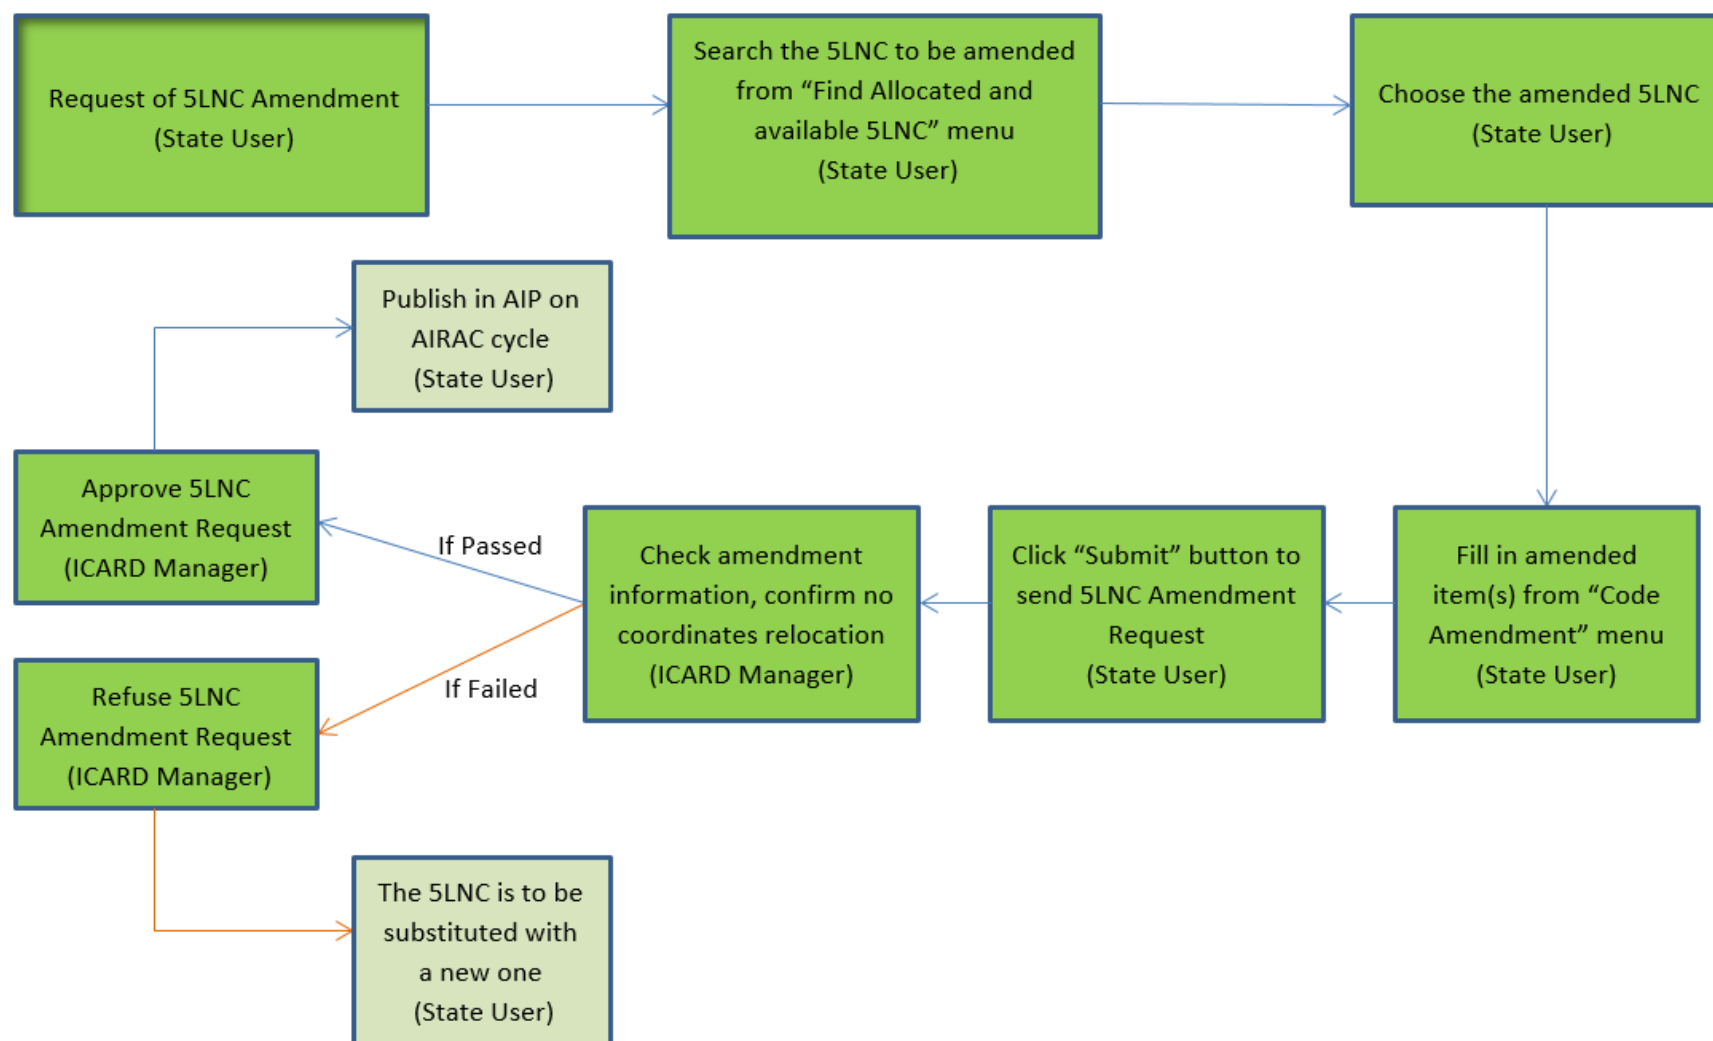 Request of 5LNC Amendment
(State User)
Search the 5LNC to be amended
from “Find Allocated and
available 5LNC” menu
(State User)
Choose the amended 5LNC
(State User)
Publish in AIP on
AIRAC cycle
(State User)
Approve 5LNC
Amendment Request
(ICARD Manager)
If Passed
Check amendment
information, confirm no
coordinates relocation
(ICARD Manager)
Click “Submit” button to
send 5LNC Amendment
Request
(State User)
Fill in amended
item(s) from “Code
Amendment” menu
(State User)
If Failed
Refuse 5LNC
Amendment Request
(ICARD Manager)
The 5LNC is to be
substituted with
a new one
(State User)